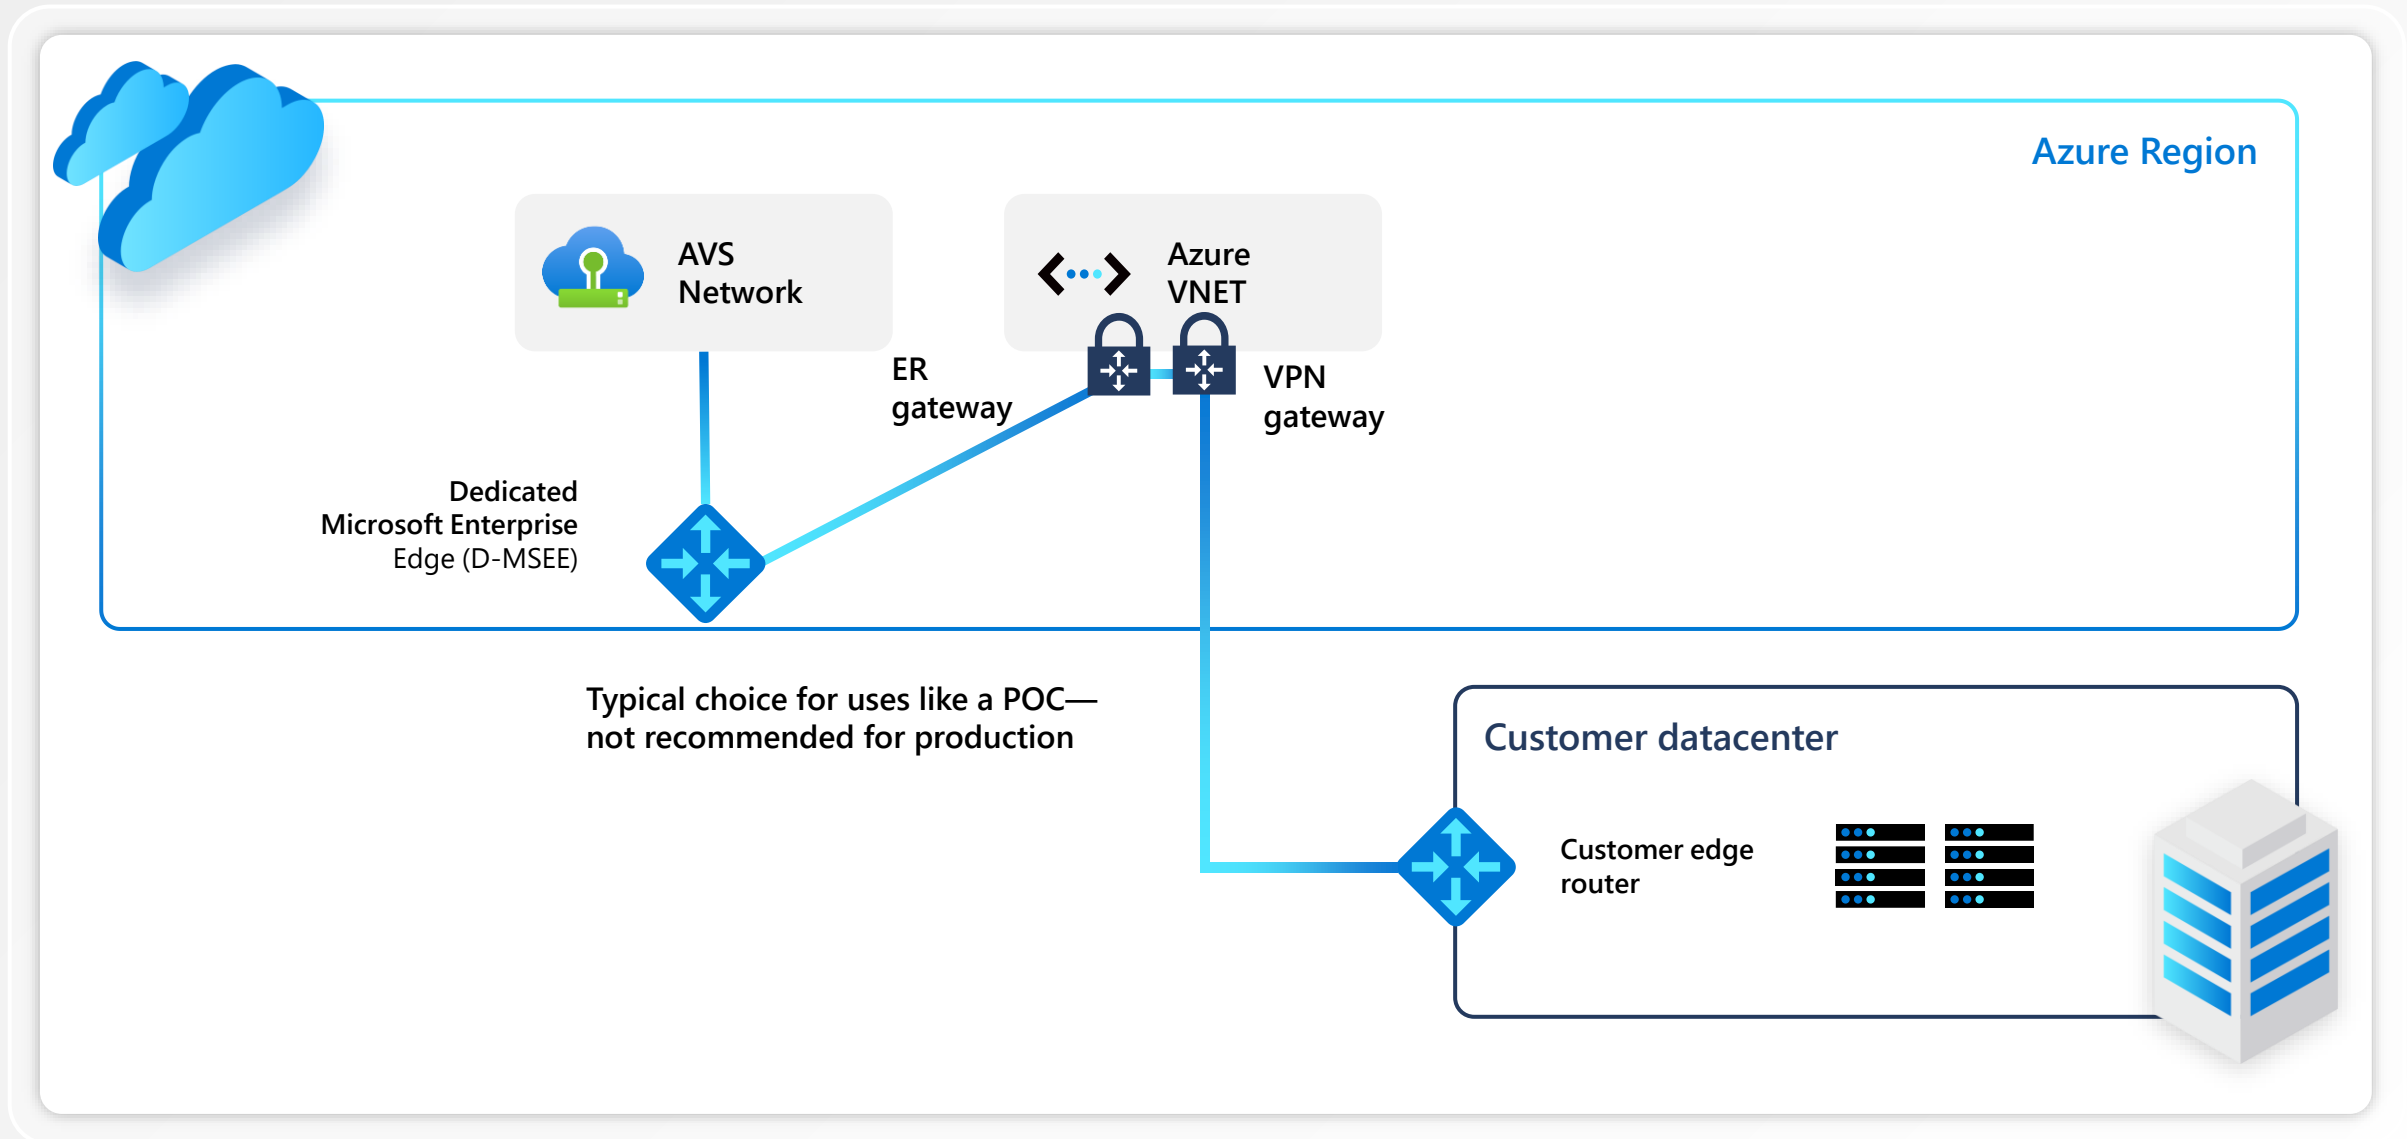 Azure Region
AVS
Network
Azure
VNET
ER
gateway
VPN
gateway
Dedicated
Microsoft Enterprise
Edge (D-MSEE)
Typical choice for uses like a POC—
not recommended for production
Customer datacenter
Customer edge
router